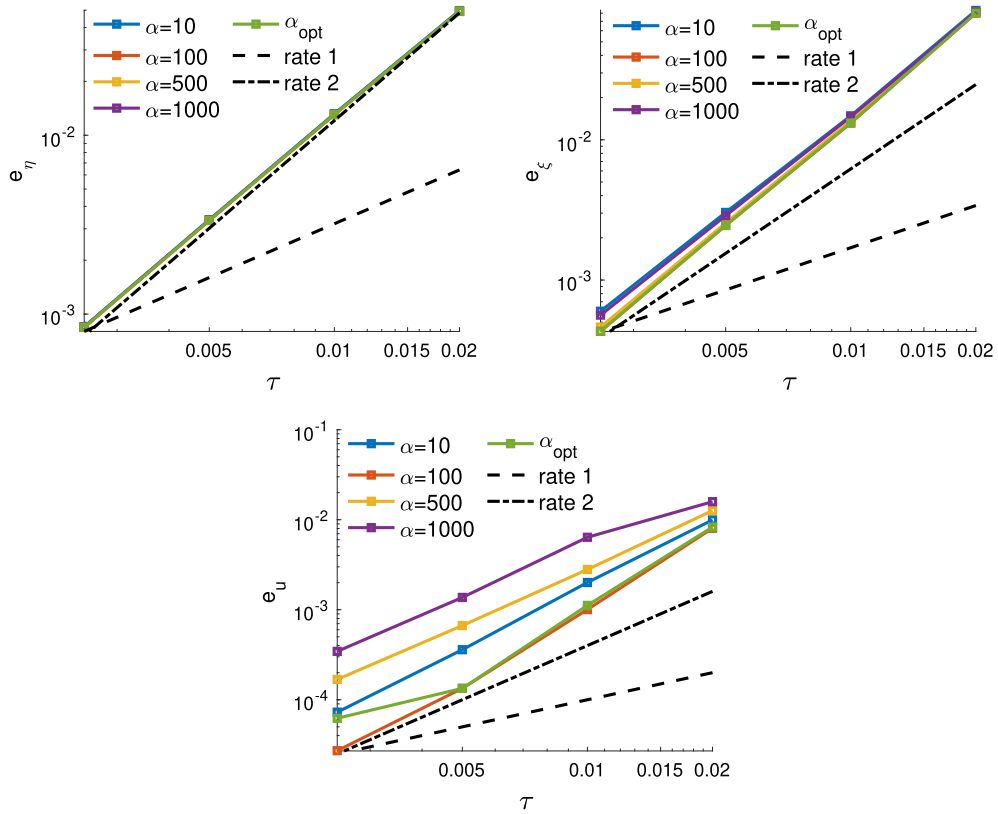 α=10
α=100
α=500
α=1000
α_opt
rate 1
rate 2
10^-2
10^-3
e_η
0.005 0.01 0.015 0.02
τ
α=10
α=100
α=500
α=1000
α_opt
rate 1
rate 2
10^-2
10^-3
e_ξ
0.005 0.01 0.015 0.02
τ
α=10
α=100
α=500
α=1000
α_opt
rate 1
rate 2
10^-1
10^-2
10^-3
10^-4
e_u
0.005 0.01 0.015 0.02
τ